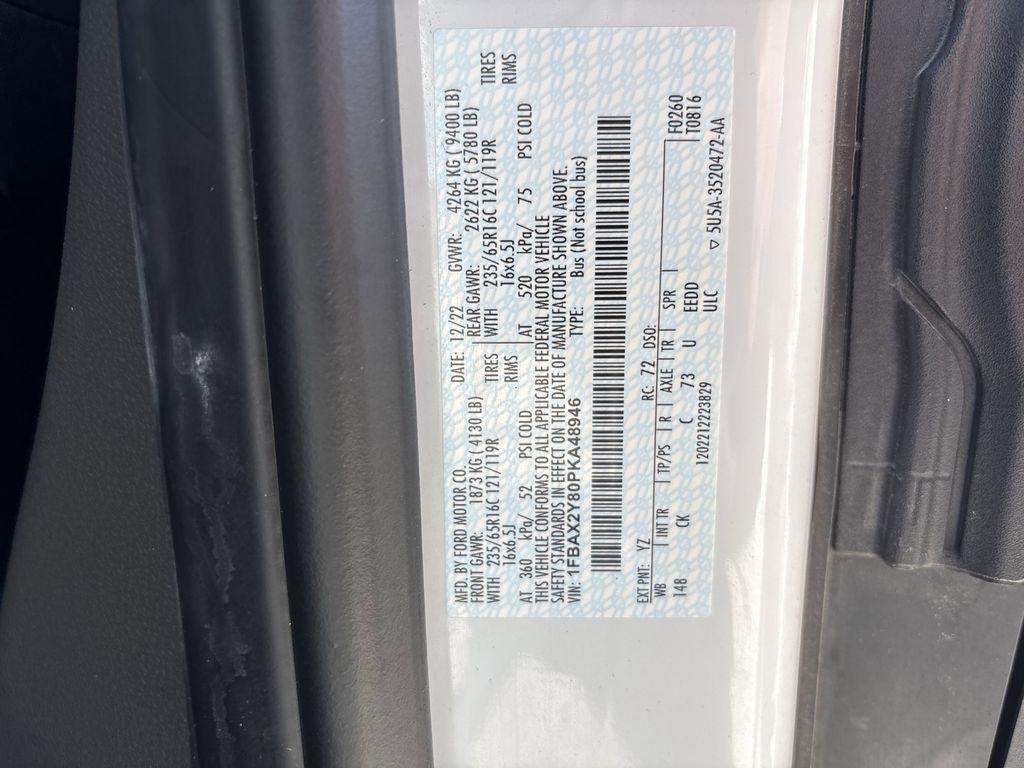 MFD. BY FORD MOTOR CO. DATE: 12/22 GVWR: 4264 KG ( 9400 LB)
FRONT GAWR: 1873 KG ( 4130 LB) REAR GAWR: 2622 KG ( 5780 LB)
WITH 235/65R16C 121/119R TIRES WITH 235/65R16C 121/119R TIRES
16x6.5J RIMS 16x6.5J RIMS
AT 360 kPa/ 52 PSI COLD AT 520 kPa/ 75 PSI COLD
THIS VEHICLE CONFORMS TO ALL APPLICABLE FEDERAL MOTOR VEHICLE
SAFETY STANDARDS IN EFFECT ON THE DATE OF MANUFACTURE SHOWN ABOVE.
VIN: 1FBAX2Y80PKA48946 TYPE: Bus (Not school bus)
EXT PNT: YZ RC: 72 DSO:
WB INT TR TP/PS R AXLE TR SPR F0260
148 CK C 73 U EEDD T0816
ULC
1202212223829 ▽ 5U5A-3520472-AA